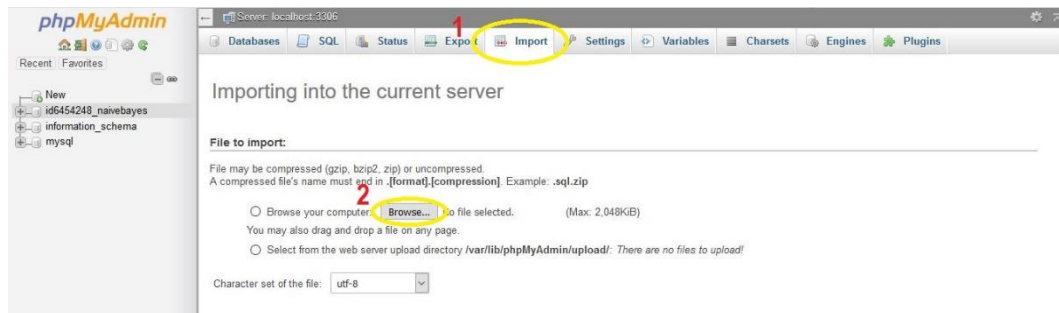 phpMyAdmin
Recent Favorites
New
id6454248_naivebayes
information_schema
mysql
Server: localhost:3306
1
Databases SQL Status Export Import Settings Variables Charsets Engines Plugins
Importing into the current server
File to import:
File may be compressed (gzip, bzip2, zip) or uncompressed.
A compressed file's name must end in .[format].[compression]. Example: .sql.zip
2
Browse your computer: Browse... No file selected. (Max: 2,048KiB)
You may also drag and drop a file on any page.
Select from the web server upload directory /var/lib/phpMyAdmin/upload/: There are no files to upload!
Character set of the file: utf-8